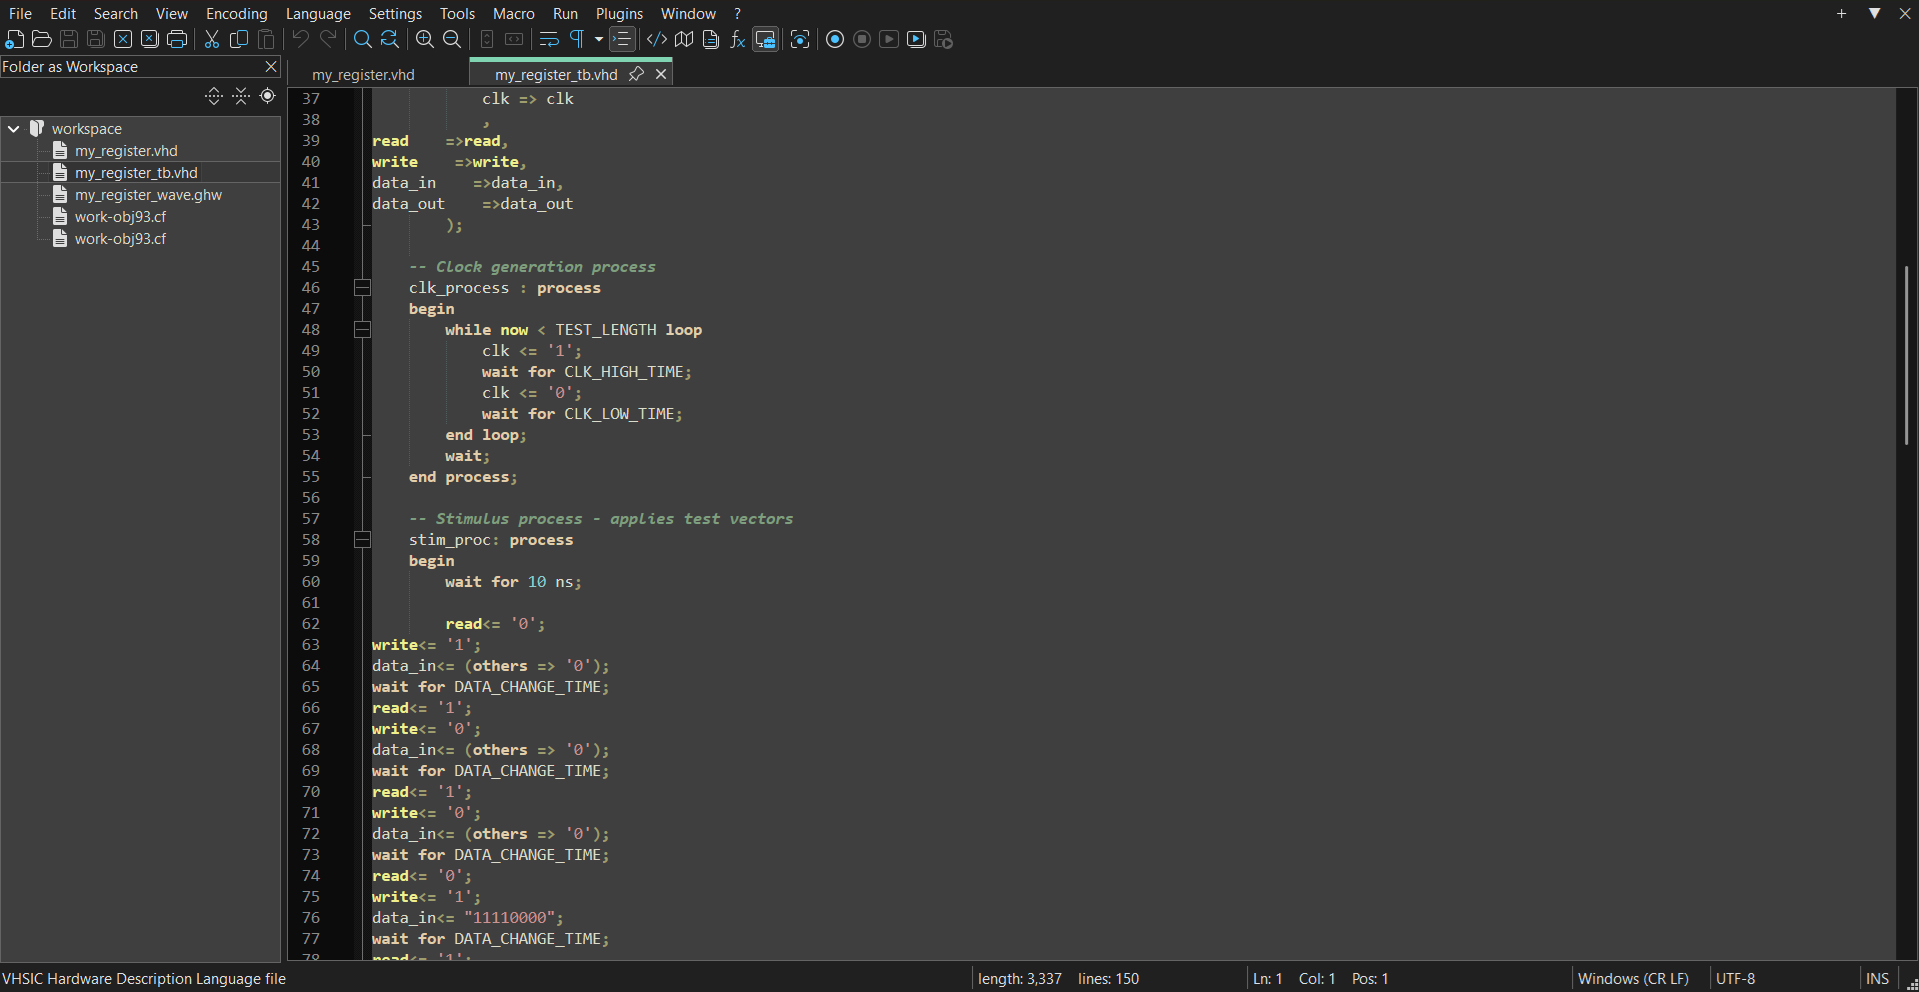 File Edit Search View Encoding Language Settings Tools Macro Run Plugins Window ?
Folder as Workspace
workspace
my_register.vhd
my_register_tb.vhd
my_register_wave.ghw
work-obj93.cf
work-obj93.cf
my_register.vhd my_register_tb.vhd
37 clk => clk
38 ,
39 read =>read,
40 write =>write,
41 data_in =>data_in,
42 data_out =>data_out
43 );
44
45 -- Clock generation process
46 clk_process : process
47 begin
48 while now < TEST_LENGTH loop
49 clk <= '1';
50 wait for CLK_HIGH_TIME;
51 clk <= '0';
52 wait for CLK_LOW_TIME;
53 end loop;
54 wait;
55 end process;
56
57 -- Stimulus process - applies test vectors
58 stim_proc: process
59 begin
60 wait for 10 ns;
61
62 read<= '0';
63 write<= '1';
64 data_in<= (others => '0');
65 wait for DATA_CHANGE_TIME;
66 read<= '1';
67 write<= '0';
68 data_in<= (others => '0');
69 wait for DATA_CHANGE_TIME;
70 read<= '1';
71 write<= '0';
72 data_in<= (others => '0');
73 wait for DATA_CHANGE_TIME;
74 read<= '0';
75 write<= '1';
76 data_in<= "11110000";
77 wait for DATA_CHANGE_TIME;
78 read<= '1';
VHSIC Hardware Description Language file length: 3,337 lines: 150 Ln: 1 Col: 1 Pos: 1 Windows (CR LF) UTF-8 INS